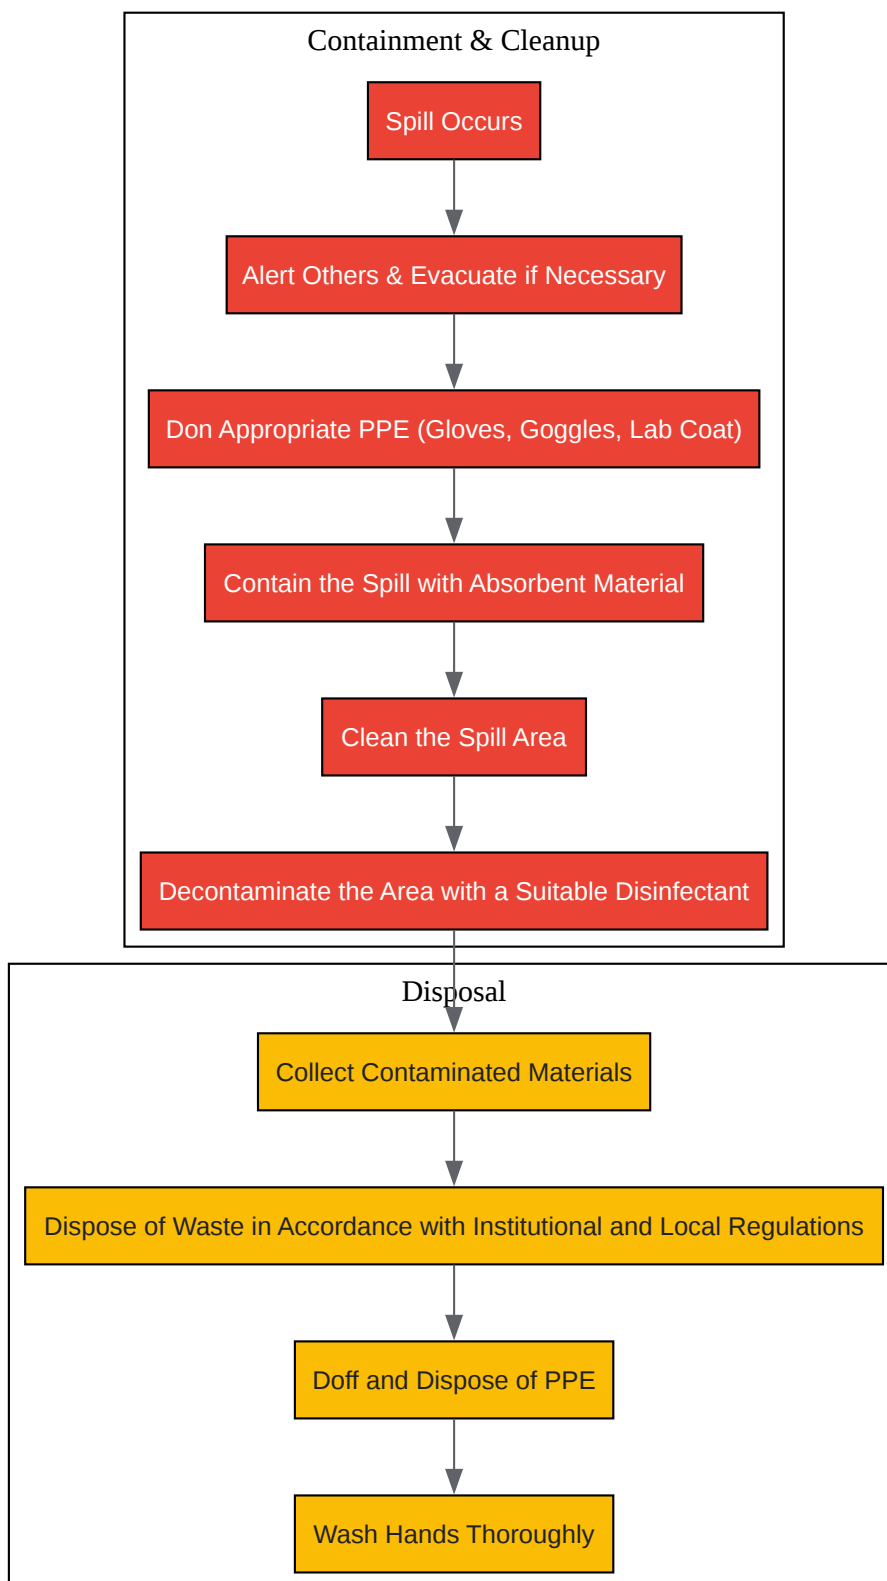 Containment & Cleanup
Spill Occurs
Alert Others & Evacuate if Necessary
Don Appropriate PPE (Gloves, Goggles, Lab Coat)
Contain the Spill with Absorbent Material
Clean the Spill Area
Decontaminate the Area with a Suitable Disinfectant
Disposal
Collect Contaminated Materials
Dispose of Waste in Accordance with Institutional and Local Regulations
Doff and Dispose of PPE
Wash Hands Thoroughly